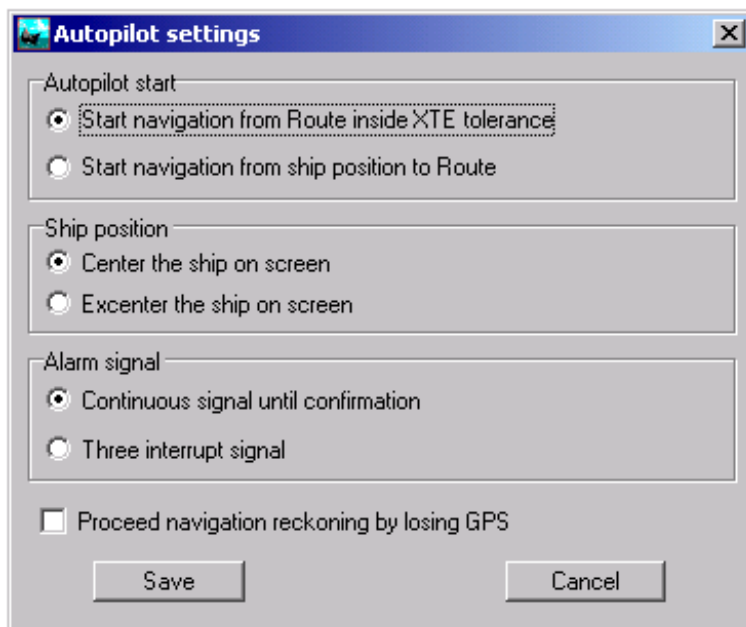 Autopilot settings
Autopilot start
Start navigation from Route inside XTE tolerance
Start navigation from ship position to Route
Ship position
Center the ship on screen
Excenter the ship on screen
Alarm signal
Continuous signal until confirmation
Three interrupt signal
Proceed navigation reckoning by losing GPS
Save Cancel